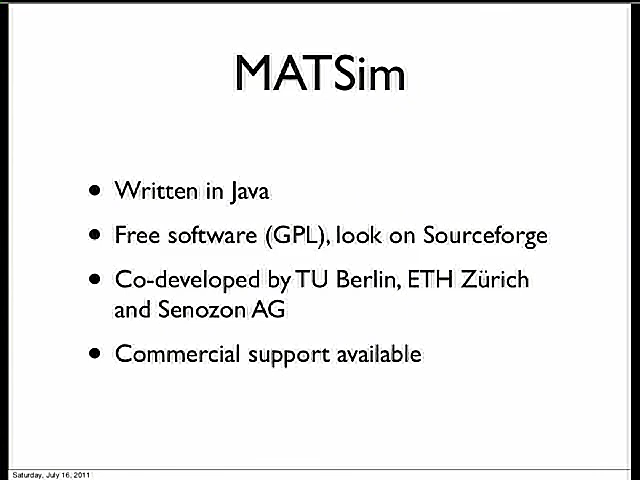 MATSim
• Written in Java
• Free software (GPL), look on Sourceforge
• Co-developed by TU Berlin, ETH Zürich
and Senozon AG
• Commercial support available
Saturday, July 16, 2011